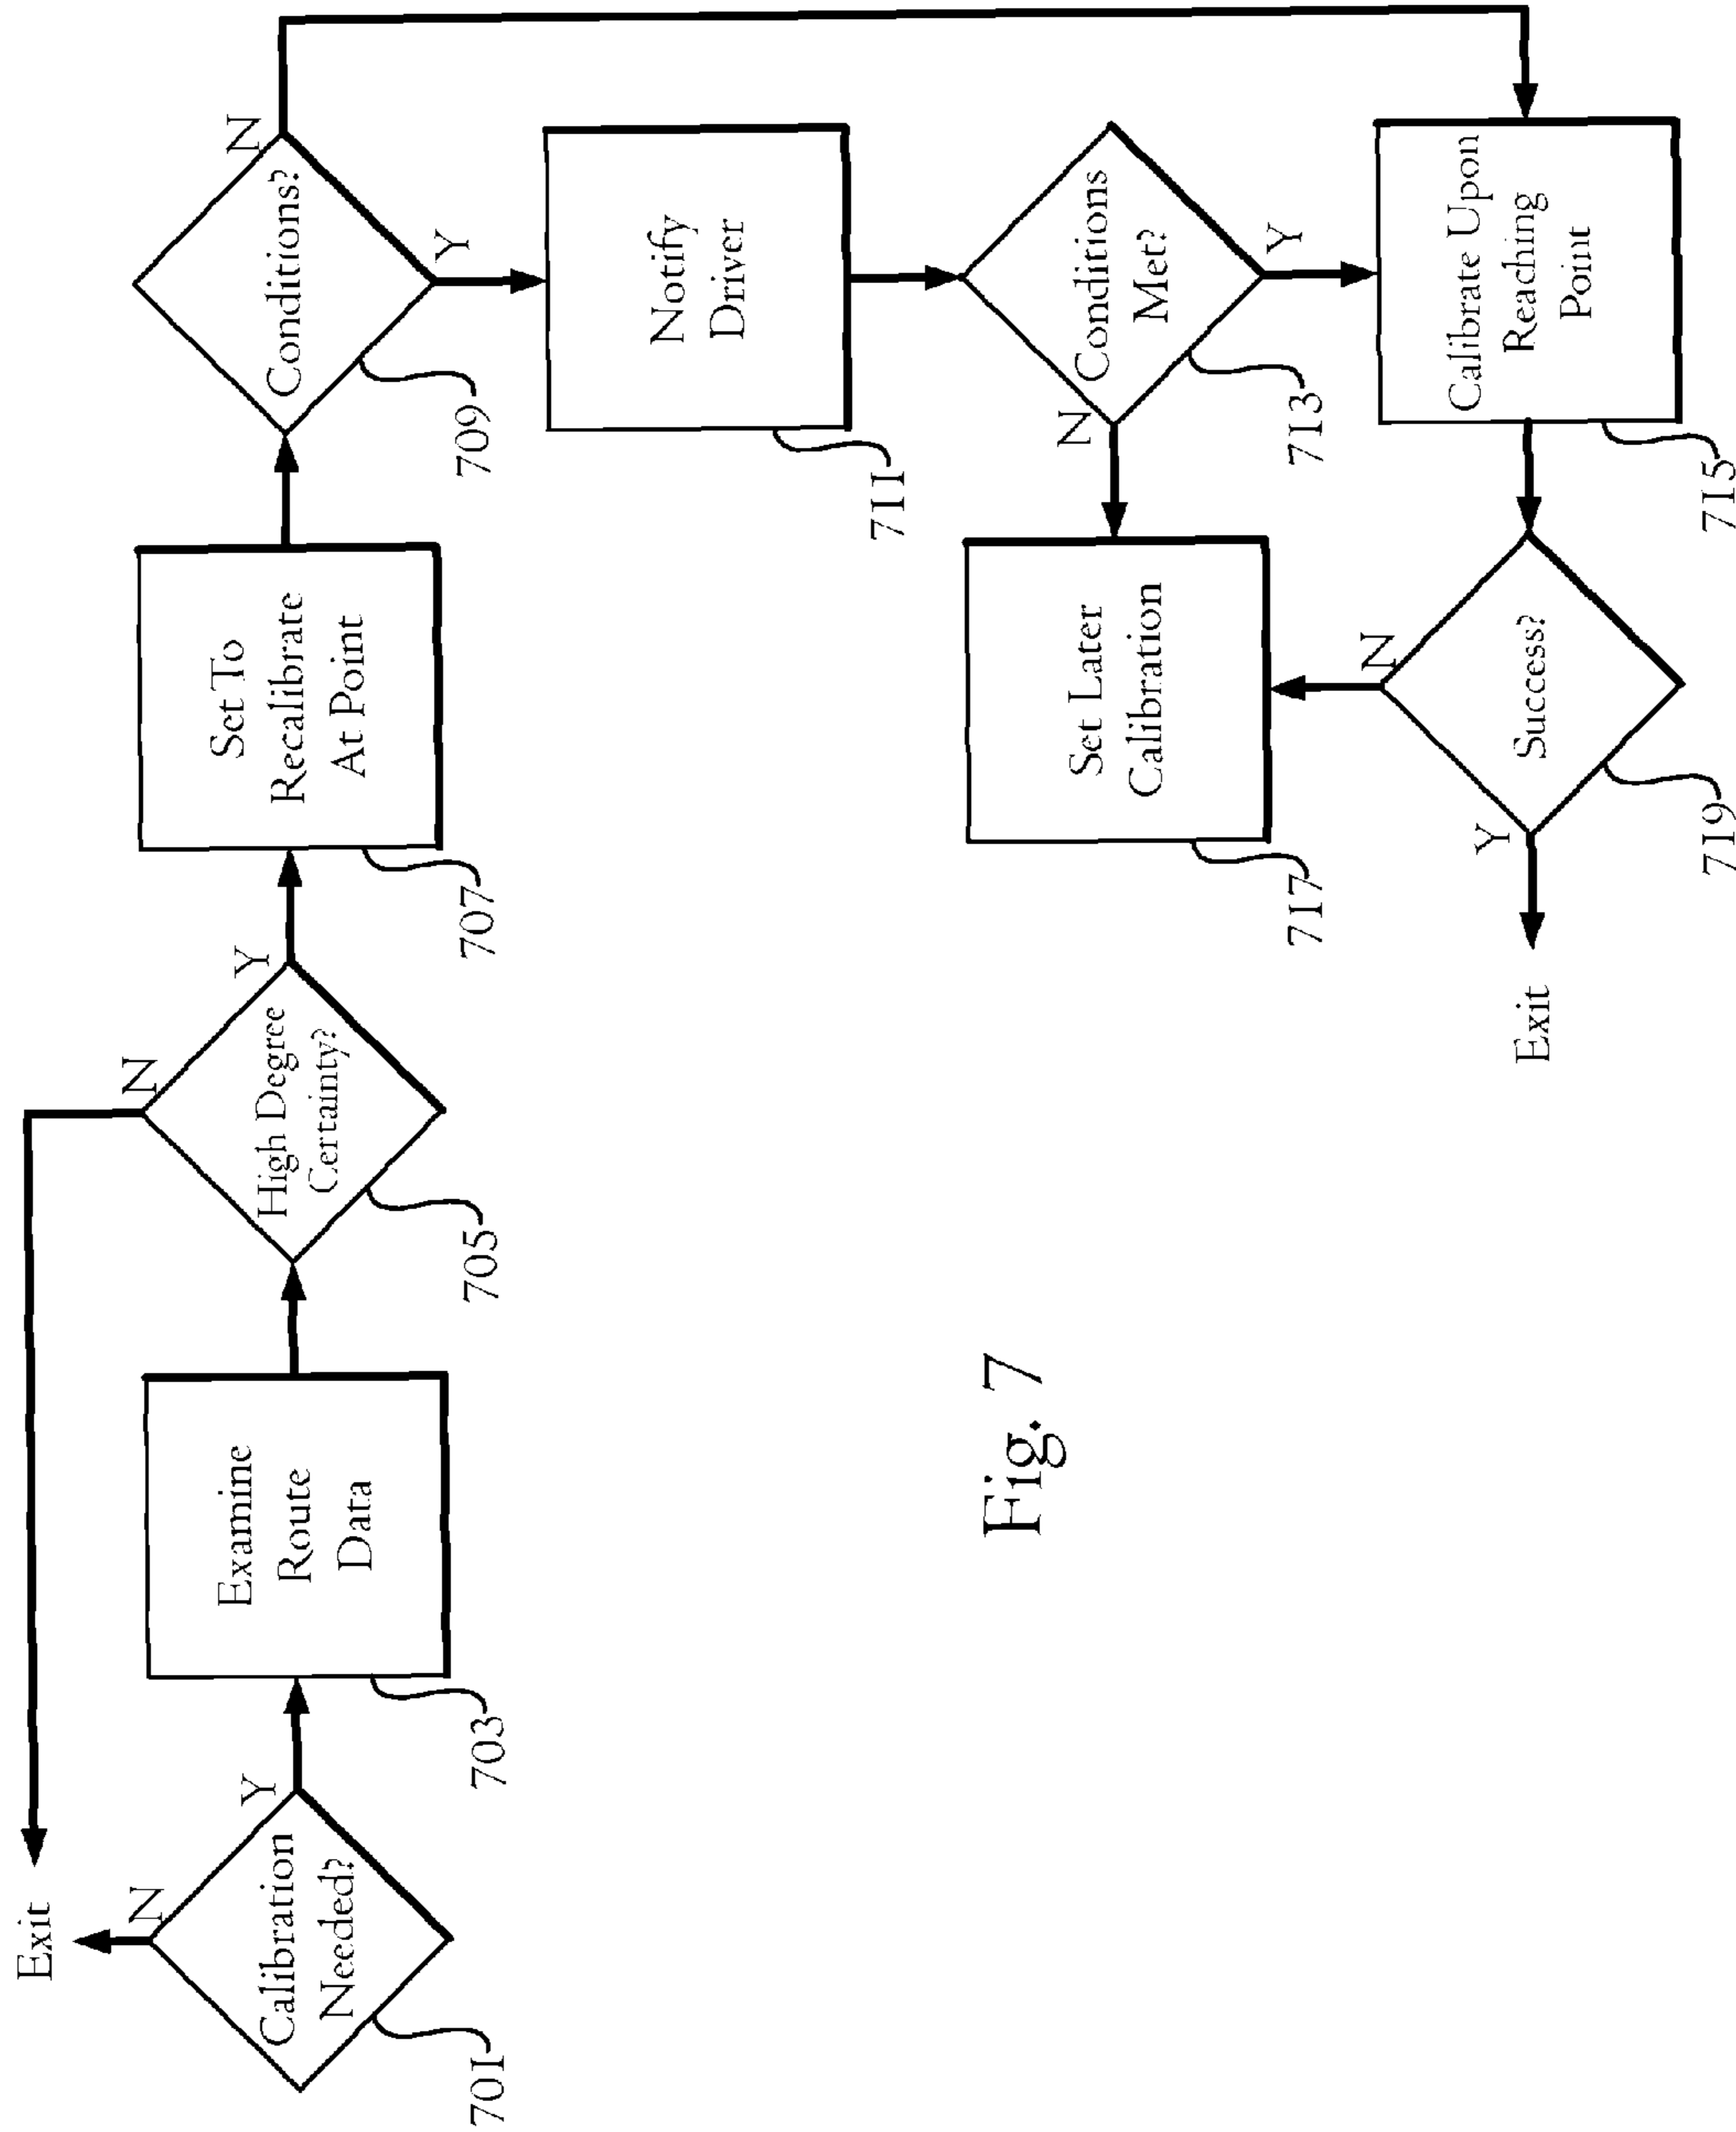 Exit
N
Calibration
Needed?
Y
701
Examine
Route
Data
703
N
High Degree
Certainty?
Y
705
Set To
Recalibrate
At Point
707
Conditions?
N
Y
709
Notify
Driver
711
Conditions
Met?
N
Y
713
Set Later
Calibration
717
Calibrate Upon
Reaching
Point
715
Success?
N
Y
719
Exit
Fig. 7